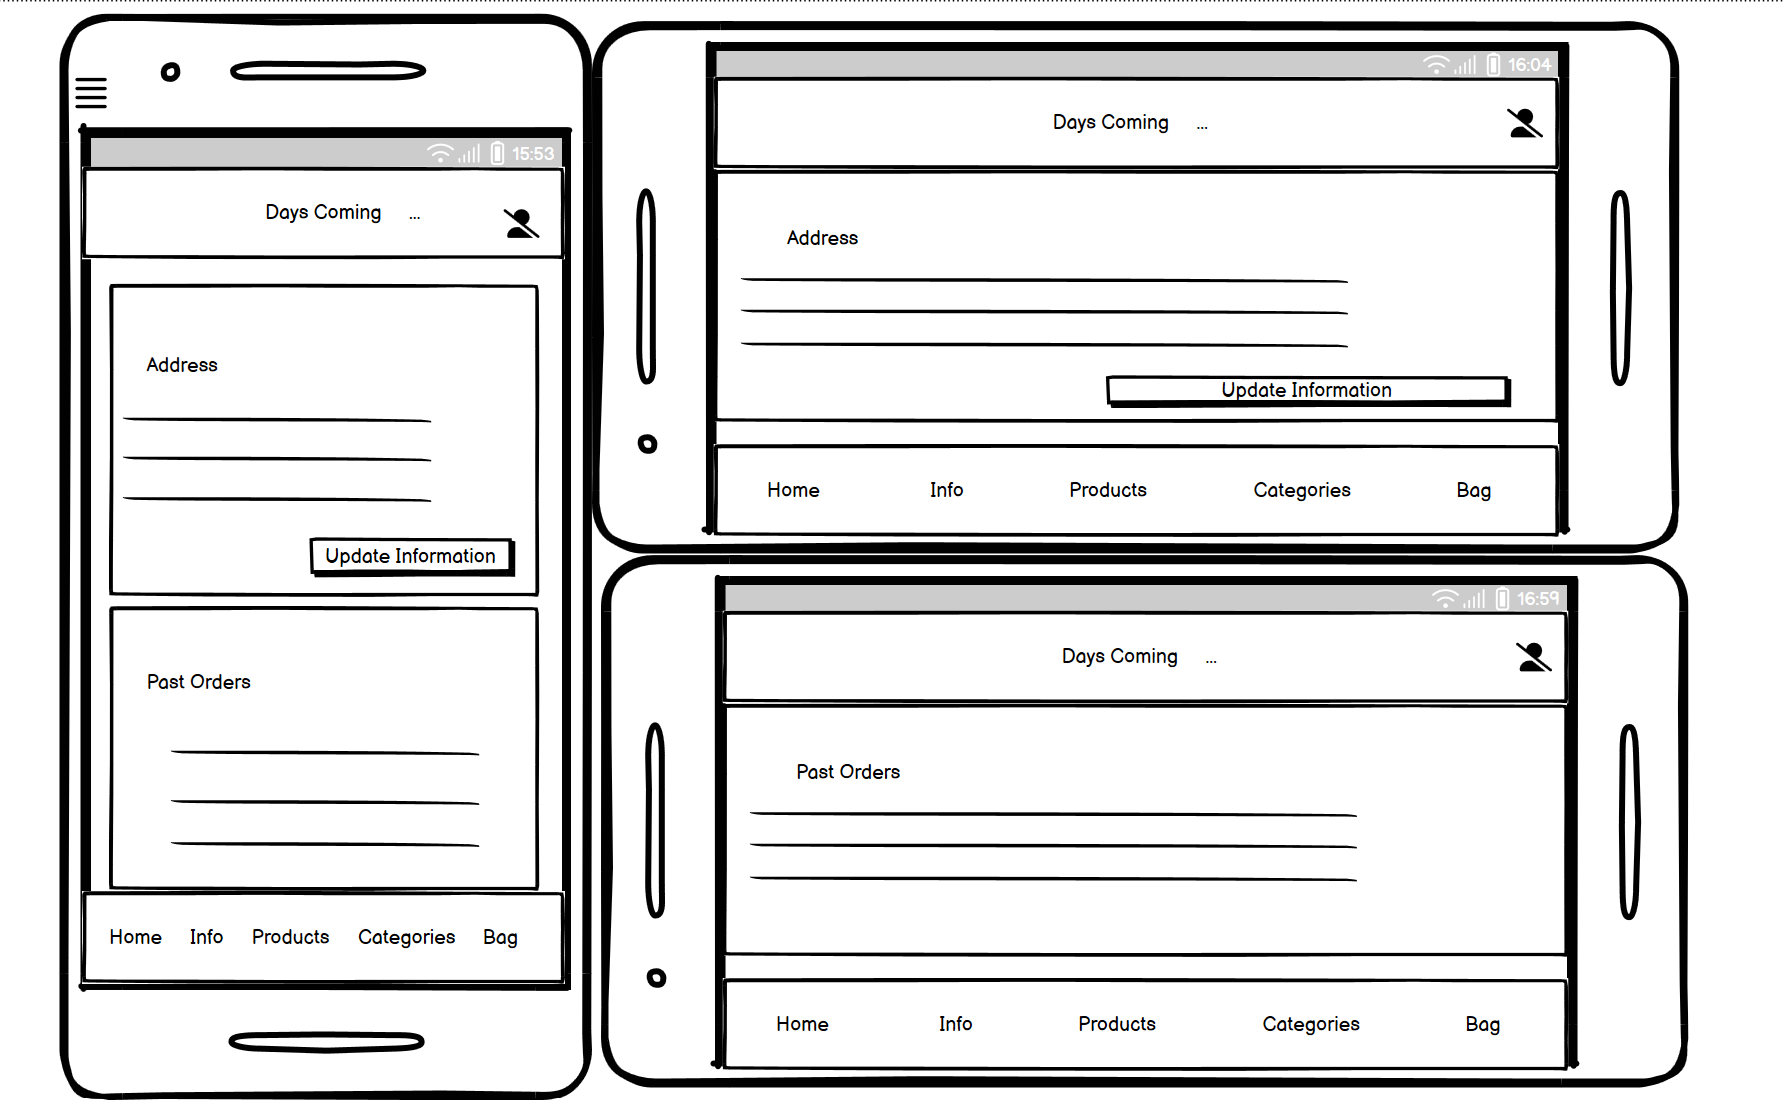 15:53
Days Coming ...
Address
Update Information
Past Orders
Home Info Products Categories Bag
16:04
Days Coming ...
Address
Update Information
Home Info Products Categories Bag
16:59
Days Coming ...
Past Orders
Home Info Products Categories Bag